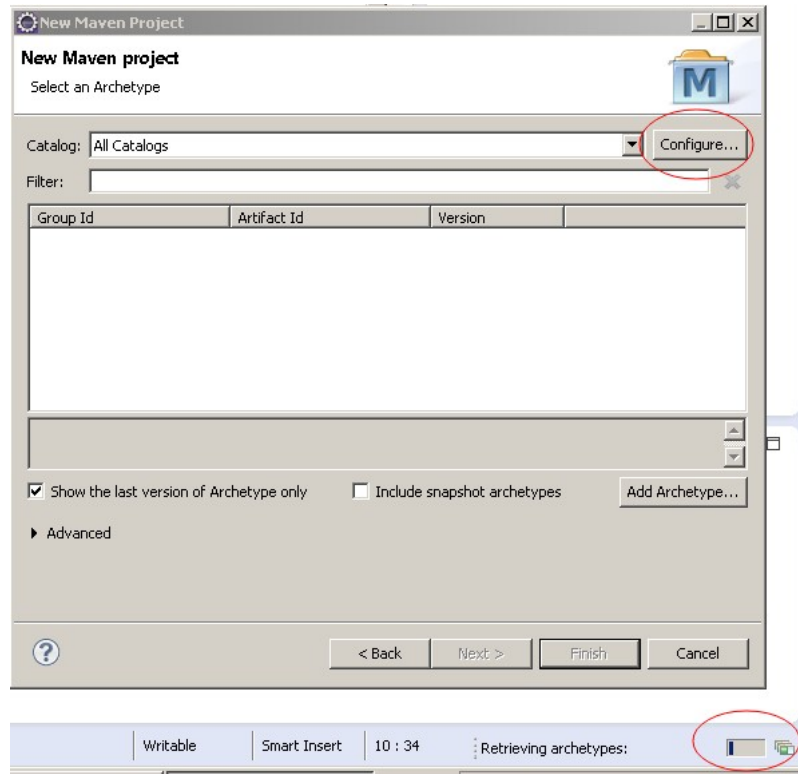 New Maven Project
New Maven project
Select an Archetype
M
Catalog: All Catalogs Configure...
Filter:
Group Id Artifact Id Version
Show the last version of Archetype only Include snapshot archetypes Add Archetype...
Advanced
? < Back Next > Finish Cancel
Writable Smart Insert 10 : 34 Retrieving archetypes: